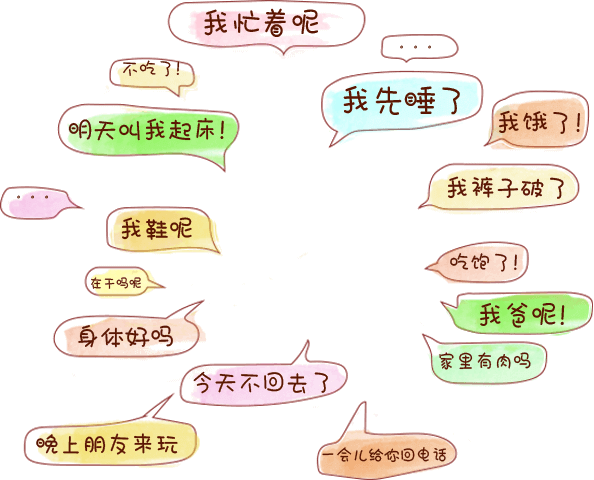 我忙着呢
...
不吃了!
我先睡了
我饿了!
明天叫我起床!
我裤子破了
...
我鞋呢
吃饱了!
在干吗呢
我爸呢!
身体好吗
家里有肉吗
今天不回去了
晚上朋友来玩
一会儿给你回电话